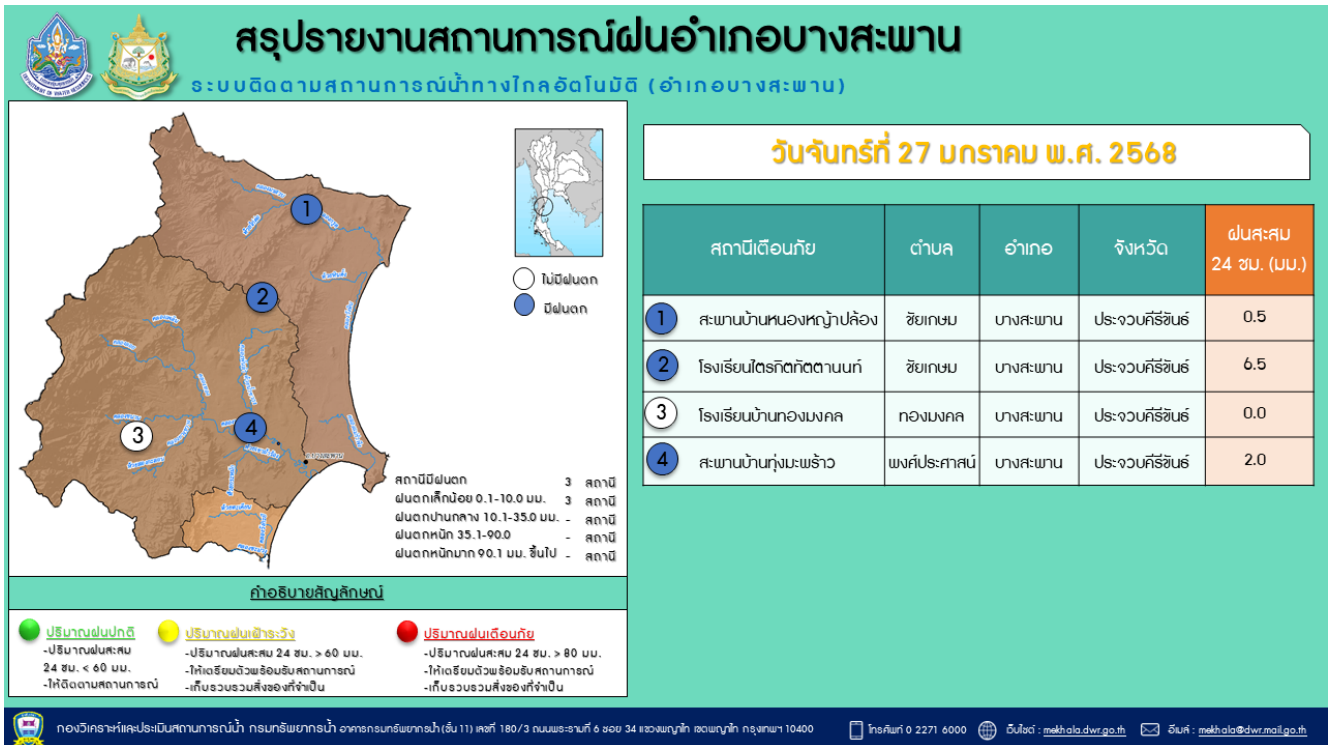 สรุปรายงานสถานการณ์ฝนอำเภอบางสะพาน
ระบบติดตามสถานการณ์น้ำทางไกลอัตโนมัติ (อำเภอบางสะพาน)
1
2
3
4
ไม่มีฝนตก
มีฝนตก
สถานีมีฝนตก 3 สถานี
ฝนตกเล็กน้อย 0.1-10.0 มม. 3 สถานี
ฝนตกปานกลาง 10.1-35.0 มม. - สถานี
ฝนตกหนัก 35.1-90.0 - สถานี
ฝนตกหนักมาก 90.1 มม. ขึ้นไป - สถานี
คำอธิบายสัญลักษณ์
ปริมาณฝนปกติ
-ปริมาณฝนสะสม
24 ชม. < 60 มม.
-ให้ติดตามสถานการณ์
ปริมาณฝนเฝ้าระวัง
-ปริมาณฝนสะสม 24 ชม. > 60 มม.
-ให้เตรียมตัวพร้อมรับสถานการณ์
-เก็บรวบรวมสิ่งของที่จำเป็น
ปริมาณฝนเตือนภัย
-ปริมาณฝนสะสม 24 ชม. > 80 มม.
-ให้เตรียมตัวพร้อมรับสถานการณ์
-เก็บรวบรวมสิ่งของที่จำเป็น
วันจันทร์ที่ 27 มกราคม พ.ศ. 2568
สถานีเตือนภัย ตำบล อำเภอ จังหวัด ฝนสะสม
24 ชม. (มม.)
1 สะพานบ้านหนองหญ้าปล้อง ชัยเกษม บางสะพาน ประจวบคีรีขันธ์ 0.5
2 โรงเรียนไตรกิตทัตตานนท์ ชัยเกษม บางสะพาน ประจวบคีรีขันธ์ 6.5
3 โรงเรียนบ้านทองมงคล ทองมงคล บางสะพาน ประจวบคีรีขันธ์ 0.0
4 สะพานบ้านทุ่งมะพร้าว พงศ์ประศาสน์ บางสะพาน ประจวบคีรีขันธ์ 2.0
กองวิเคราะห์และประเมินสถานการณ์น้ำ กรมทรัพยากรน้ำ อาคารกรมทรัพยากรน้ำ (ชั้น 11) เลขที่ 180/3 ถนนพระรามที่ 6 ซอย 34 แขวงพญาไท เขตพญาไท กรุงเทพฯ 10400 โทรศัพท์ 0 2271 6000 เว็บไซต์ : mekhala.dwr.go.th อีเมล์ : mekhala@dwr.mail.go.th